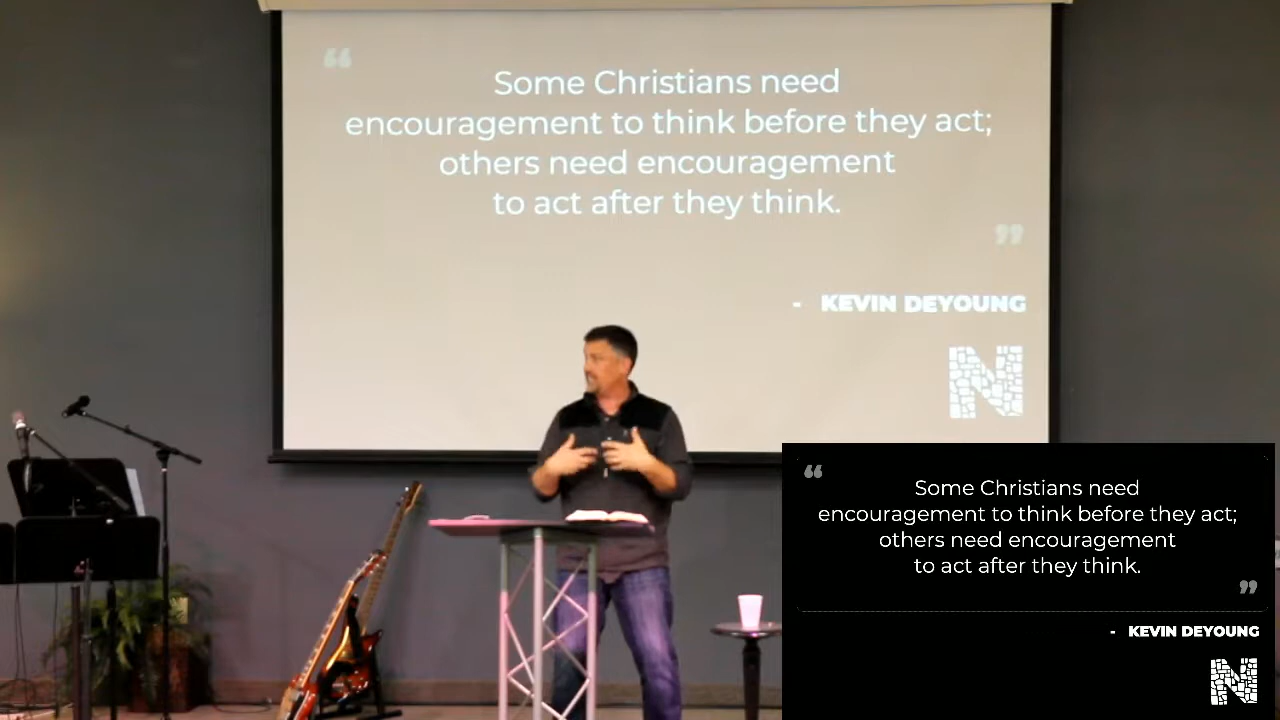 “
Some Christians need
encouragement to think before they act;
others need encouragement
to act after they think.
”
- KEVIN DEYOUNG
N
“
Some Christians need
encouragement to think before they act;
others need encouragement
to act after they think.
”
- KEVIN DEYOUNG
N